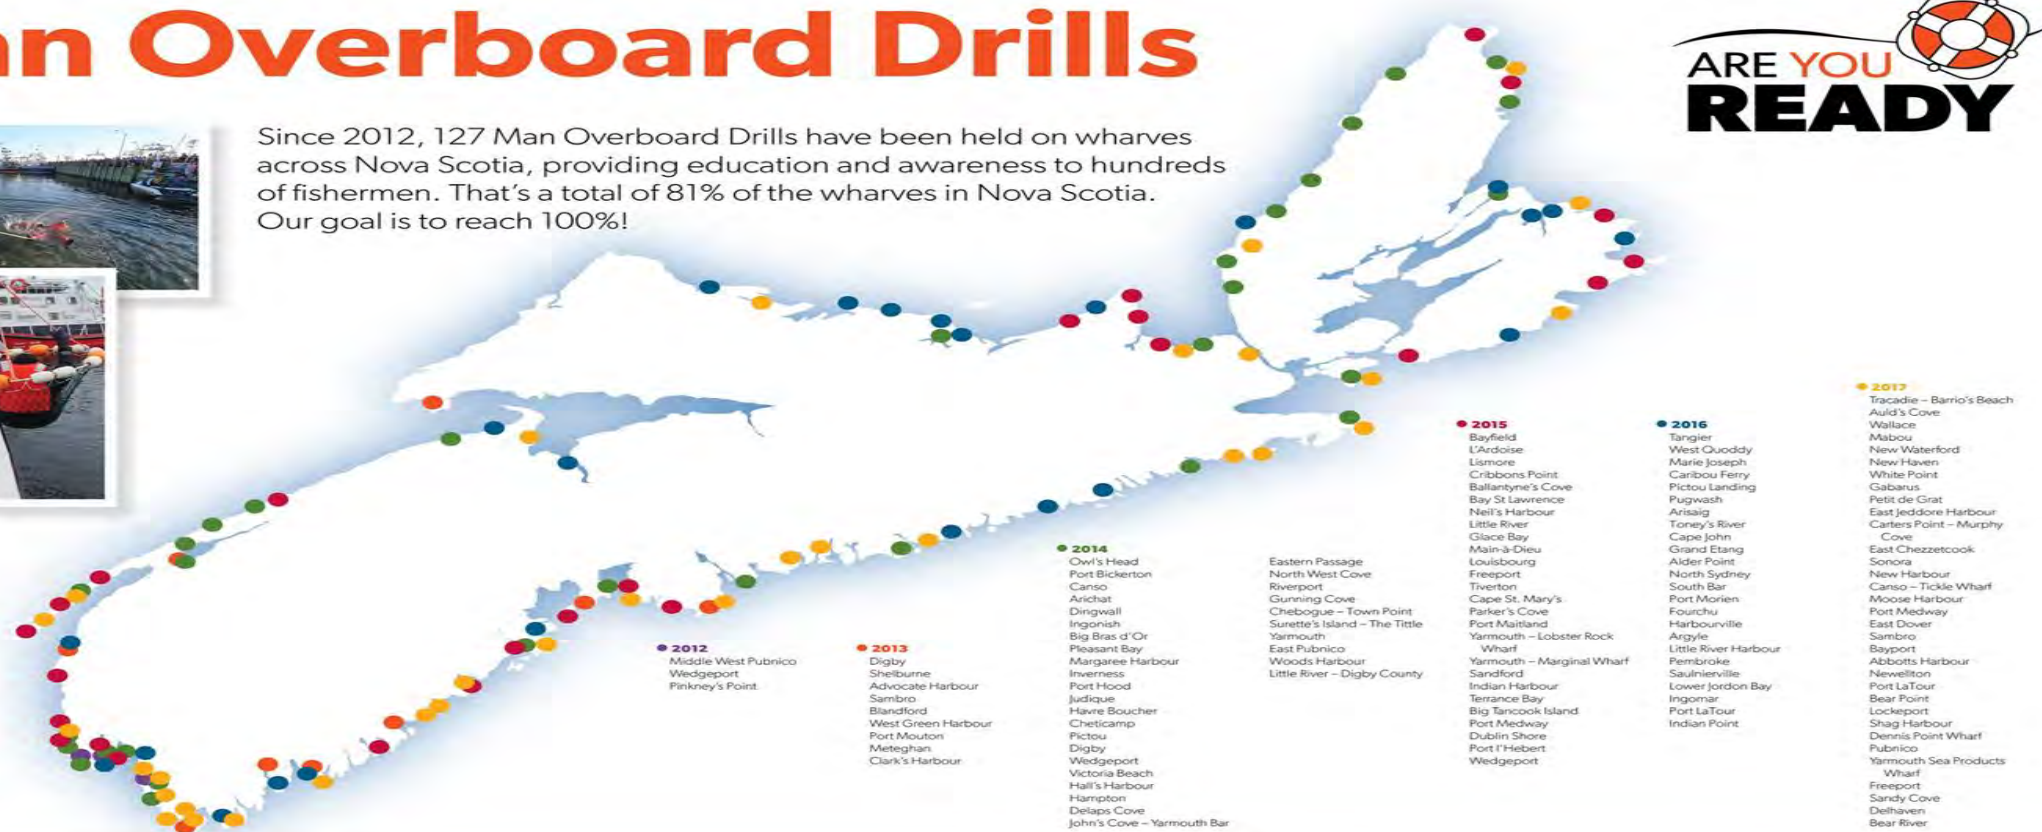 an Overboard Drills
ARE YOU
READY
Since 2012, 127 Man Overboard Drills have been held on wharves
across Nova Scotia, providing education and awareness to hundreds
of fishermen. That's a total of 81% of the wharves in Nova Scotia.
Our goal is to reach 100%!
2012
Middle West Pubnico
Wedgeport
Pinkney's Point
2013
Digby
Shelburne
Advocate Harbour
Sambro
Blandford
West Green Harbour
Port Mouton
Meteghan
Clark's Harbour
2014
Owl's Head
Port Bickerton
Canso
Arichat
Dingwall
Ingonish
Big Bras d'Or
Pleasant Bay
Margaree Harbour
Inverness
Port Hood
Judique
Havre Boucher
Cheticamp
Pictou
Digby
Wedgeport
Victoria Beach
Hall's Harbour
Hampton
Delaps Cove
John's Cove – Yarmouth Bar
Eastern Passage
North West Cove
Riverport
Gunning Cove
Chebogue – Town Point
Surette's Island – The Tittle
Yarmouth
East Pubnico
Woods Harbour
Little River – Digby County
2015
Bayfield
L'Ardoise
Lismore
Cribbons Point
Ballantyne's Cove
Bay St Lawrence
Neil's Harbour
Little River
Glace Bay
Main-à-Dieu
Louisbourg
Freeport
Tiverton
Cape St. Mary's
Parker's Cove
Port Maitland
Yarmouth – Lobster Rock
Wharf
Yarmouth – Marginal Wharf
Sandford
Indian Harbour
Terrance Bay
Big Tancook Island
Port Medway
Dublin Shore
Port l'Hebert
Wedgeport
2016
Tangier
West Quoddy
Marie Joseph
Caribou Ferry
Pictou Landing
Pugwash
Arisaig
Toney's River
Cape John
Grand Etang
Alder Point
North Sydney
South Bar
Port Morien
Fourchu
Harbourville
Argyle
Little River Harbour
Pembroke
Saulnierville
Lower Jordon Bay
Ingomar
Port LaTour
Indian Point
2017
Tracadie – Barrio's Beach
Auld's Cove
Wallace
Mabou
New Waterford
New Haven
White Point
Gabarus
Petit de Grat
East Jeddore Harbour
Carters Point – Murphy
Cove
East Chezzetcook
Sonora
New Harbour
Canso – Tickle Wharf
Moose Harbour
Port Medway
East Dover
Sambro
Bayport
Abbotts Harbour
Newellton
Port LaTour
Bear Point
Lockeport
Shag Harbour
Dennis Point Wharf
Pubnico
Yarmouth Sea Products
Wharf
Freeport
Sandy Cove
Delhaven
Bear River